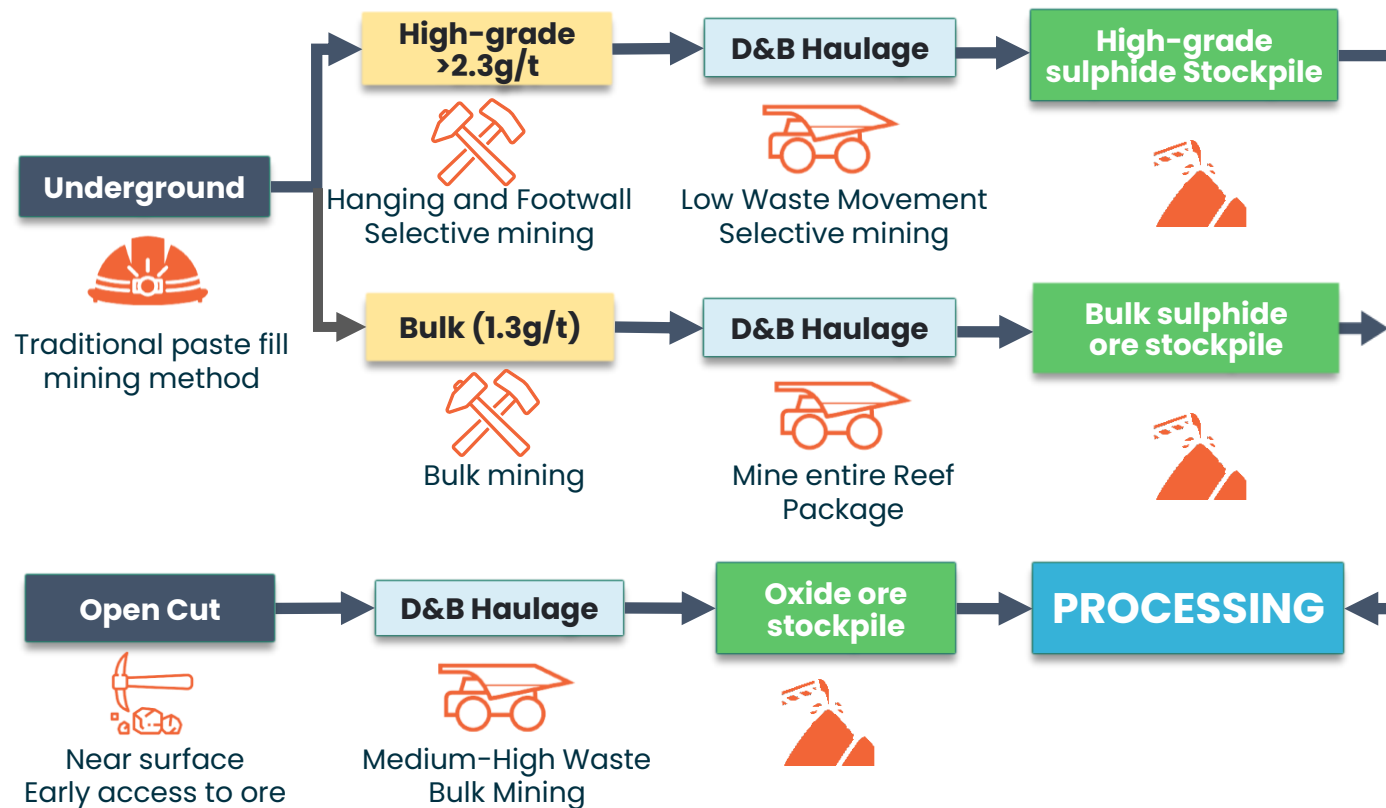 High-grade
>2.3g/t
D&B Haulage
High-grade
sulphide Stockpile
Underground
Hanging and Footwall
Selective mining
Low Waste Movement
Selective mining
Traditional paste fill
mining method
Bulk (1.3g/t)
D&B Haulage
Bulk sulphide
ore stockpile
Bulk mining
Mine entire Reef
Package
Open Cut
D&B Haulage
Oxide ore
stockpile
PROCESSING
Near surface
Early access to ore
Medium-High Waste
Bulk Mining